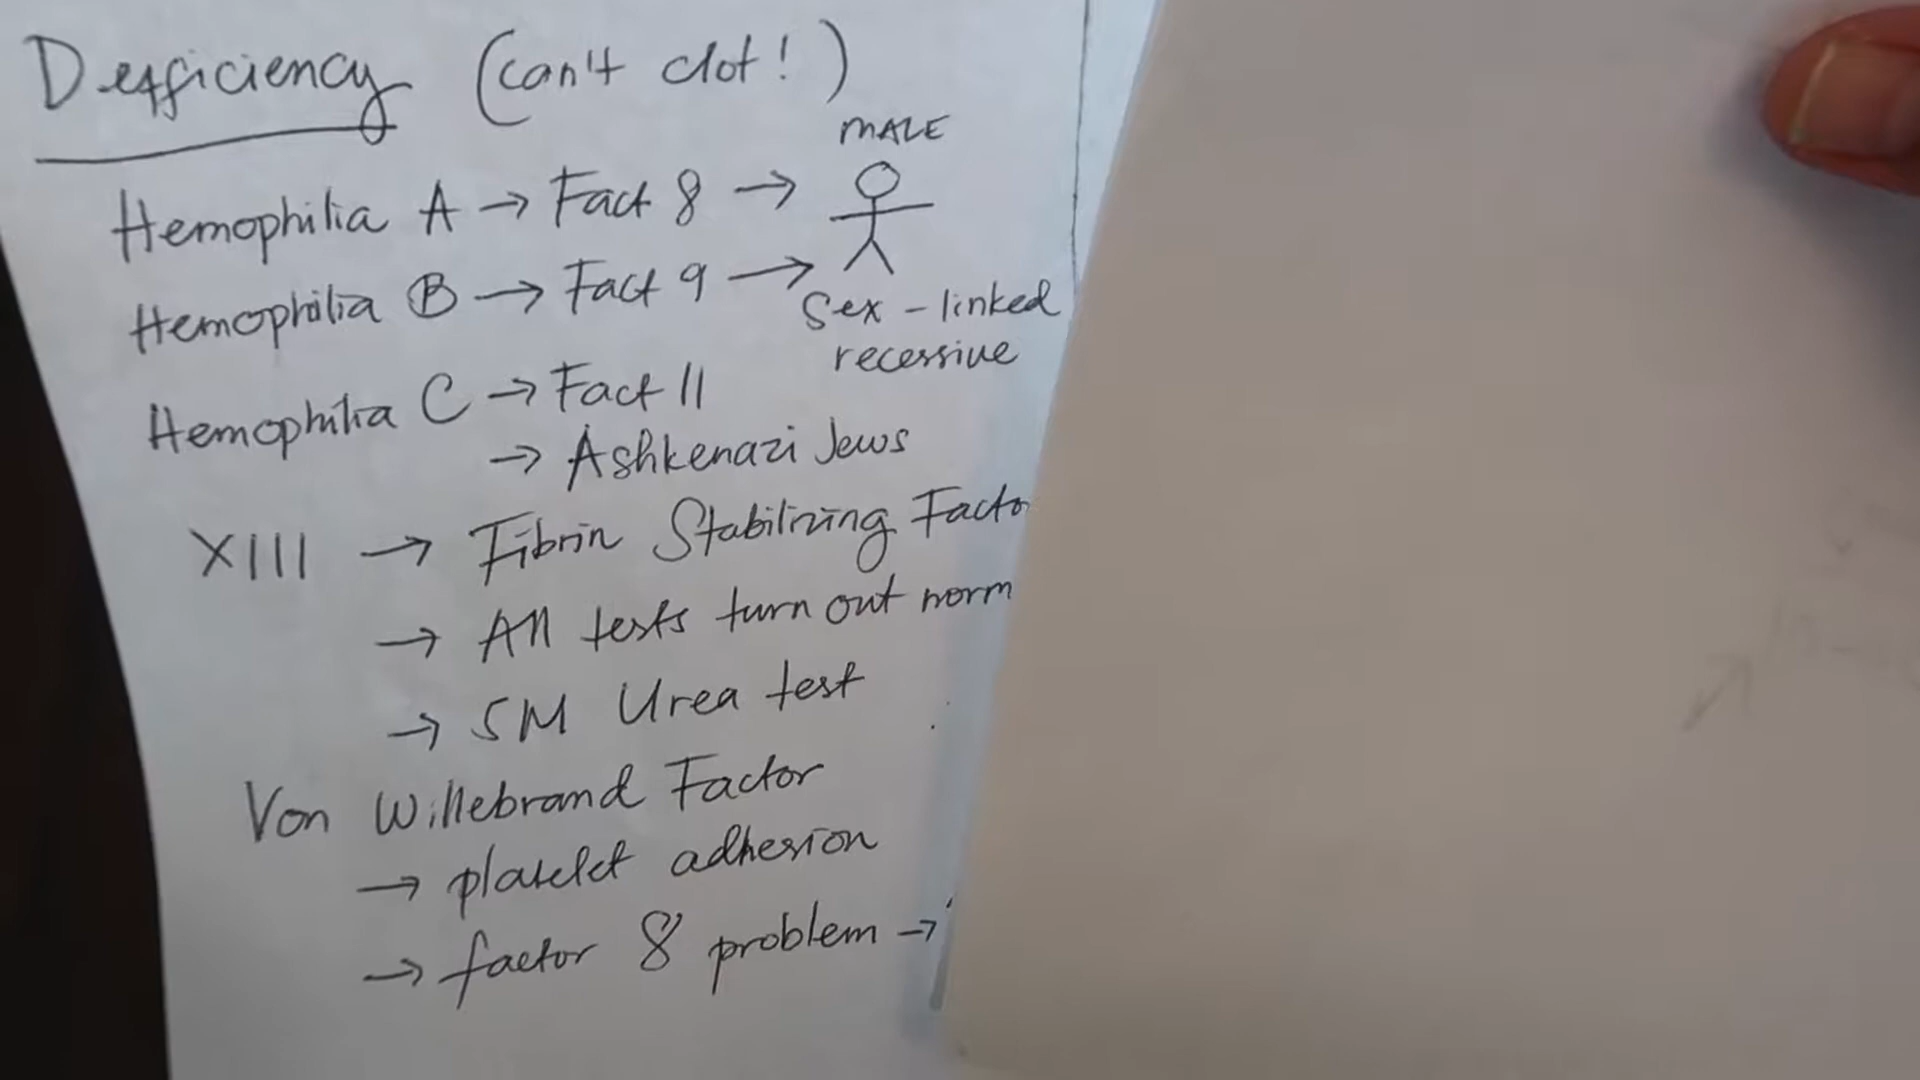 Defficiency (can't clot!)
MALE
Hemophilia A → Fact 8 →
Hemophilia B → Fact 9 →
Sex-linked
recessive
Hemophilia C → Fact 11
→ Ashkenazi Jews
XIII → Fibrin Stabilizing Facto
→ All tests turn out norm
→ 5M Urea test
Von Willebrand Factor
→ platelet adhesion
→ factor 8 problem →